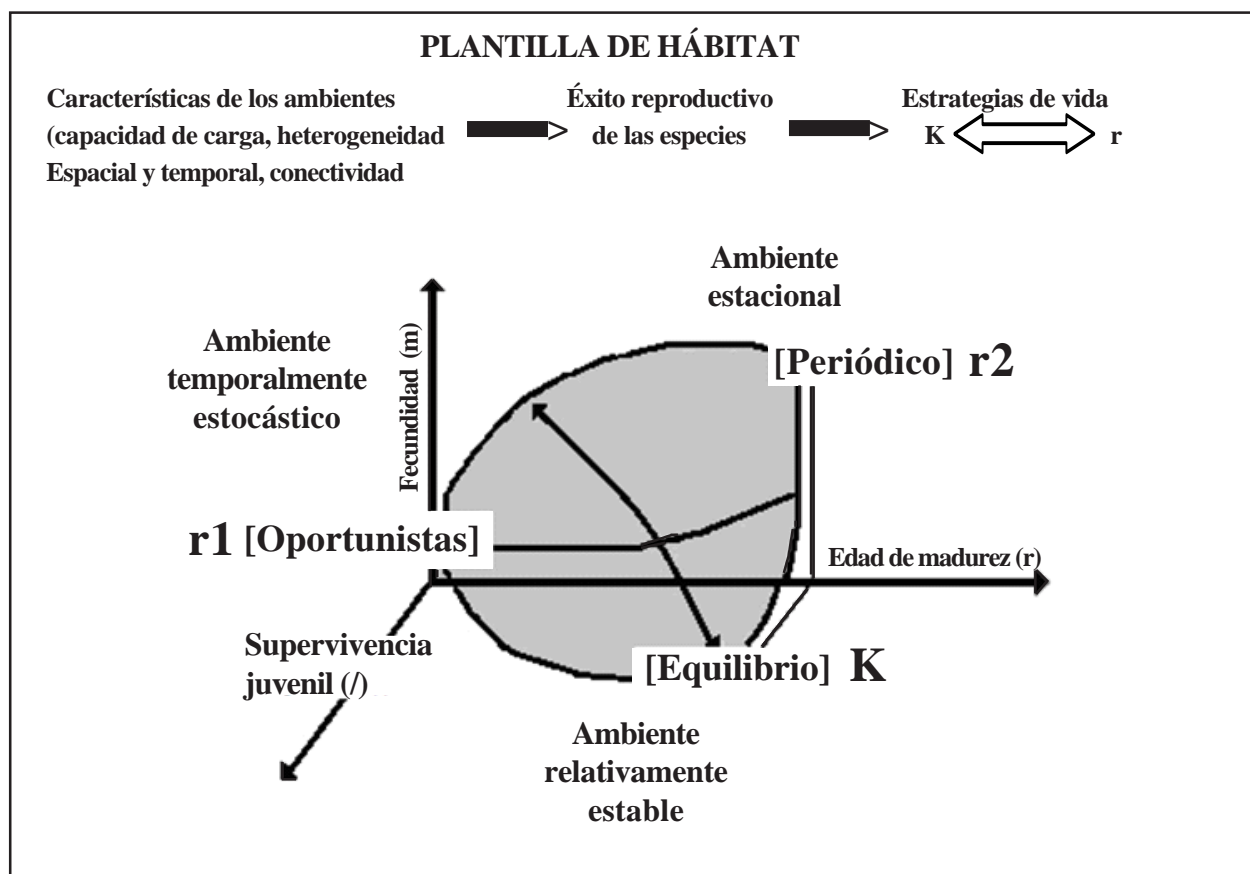 PLANTILLA DE HÁBITAT
Características de los ambientes
(capacidad de carga, heterogeneidad
Espacial y temporal, conectividad
Éxito reproductivo
de las especies
Estrategias de vida
K r
Ambiente
estacional
Ambiente
temporalmente
estocástico
Fecundidad (m)
[Periódico] r2
r1 [Oportunistas]
Edad de madurez (r)
Supervivencia
juvenil (/)
[Equilibrio] K
Ambiente
relativamente
estable